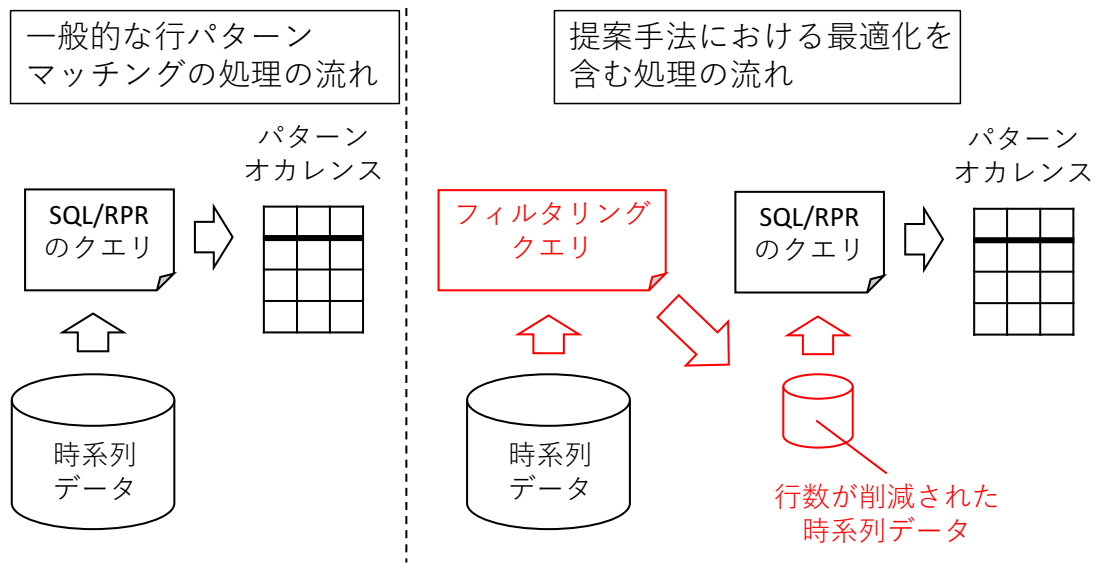 一般的な行パターン
マッチングの処理の流れ
パターン
オカレンス
SQL/RPR
のクエリ
時系列
データ
提案手法における最適化を
含む処理の流れ
パターン
オカレンス
フィルタリング
クエリ
SQL/RPR
のクエリ
時系列
データ
行数が削減された
時系列データ